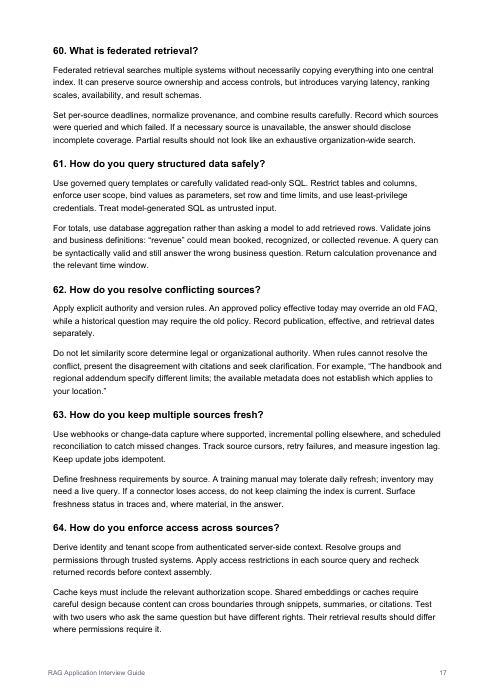 60. What is federated retrieval?
Federated retrieval searches multiple systems without necessarily copying everything into one central
index. It can preserve source ownership and access controls, but introduces varying latency, ranking
scales, availability, and result schemas.
Set per-source deadlines, normalize provenance, and combine results carefully. Record which sources
were queried and which failed. If a necessary source is unavailable, the answer should disclose
incomplete coverage. Partial results should not look like an exhaustive organization-wide search.
61. How do you query structured data safely?
Use governed query templates or carefully validated read-only SQL. Restrict tables and columns,
enforce user scope, bind values as parameters, set row and time limits, and use least-privilege
credentials. Treat model-generated SQL as untrusted input.
For totals, use database aggregation rather than asking a model to add retrieved rows. Validate joins
and business definitions: “revenue” could mean booked, recognized, or collected revenue. A query can
be syntactically valid and still answer the wrong business question. Return calculation provenance and
the relevant time window.
62. How do you resolve conflicting sources?
Apply explicit authority and version rules. An approved policy effective today may override an old FAQ,
while a historical question may require the old policy. Record publication, effective, and retrieval dates
separately.
Do not let similarity score determine legal or organizational authority. When rules cannot resolve the
conflict, present the disagreement with citations and seek clarification. For example, “The handbook and
regional addendum specify different limits; the available metadata does not establish which applies to
your location.”
63. How do you keep multiple sources fresh?
Use webhooks or change-data capture where supported, incremental polling elsewhere, and scheduled
reconciliation to catch missed changes. Track source cursors, retry failures, and measure ingestion lag.
Keep update jobs idempotent.
Define freshness requirements by source. A training manual may tolerate daily refresh; inventory may
need a live query. If a connector loses access, do not keep claiming the index is current. Surface
freshness status in traces and, where material, in the answer.
64. How do you enforce access across sources?
Derive identity and tenant scope from authenticated server-side context. Resolve groups and
permissions through trusted systems. Apply access restrictions in each source query and recheck
returned records before context assembly.
Cache keys must include the relevant authorization scope. Shared embeddings or caches require
careful design because content can cross boundaries through snippets, summaries, or citations. Test
with two users who ask the same question but have different rights. Their retrieval results should differ
where permissions require it.
RAG Application Interview Guide
17